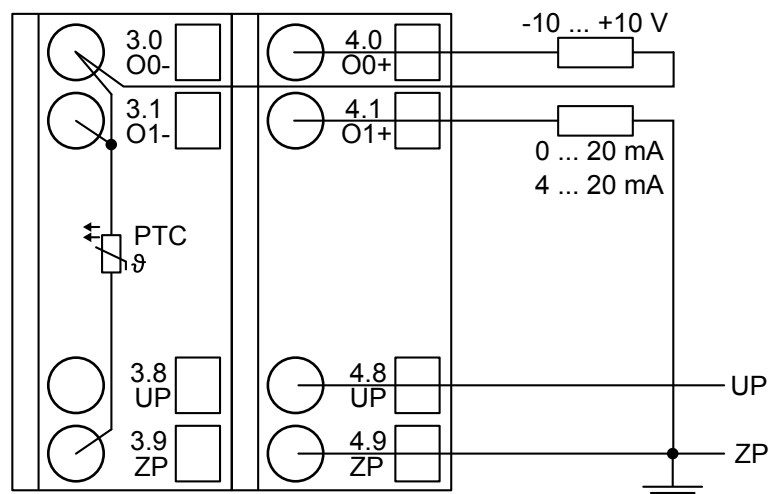 -10 ... +10 V
3.0
O0-
4.0
O0+
3.1
O1-
4.1
O1+
0 ... 20 mA
4 ... 20 mA
PTC
ϑ
3.8
UP
4.8
UP
UP
3.9
ZP
4.9
ZP
ZP